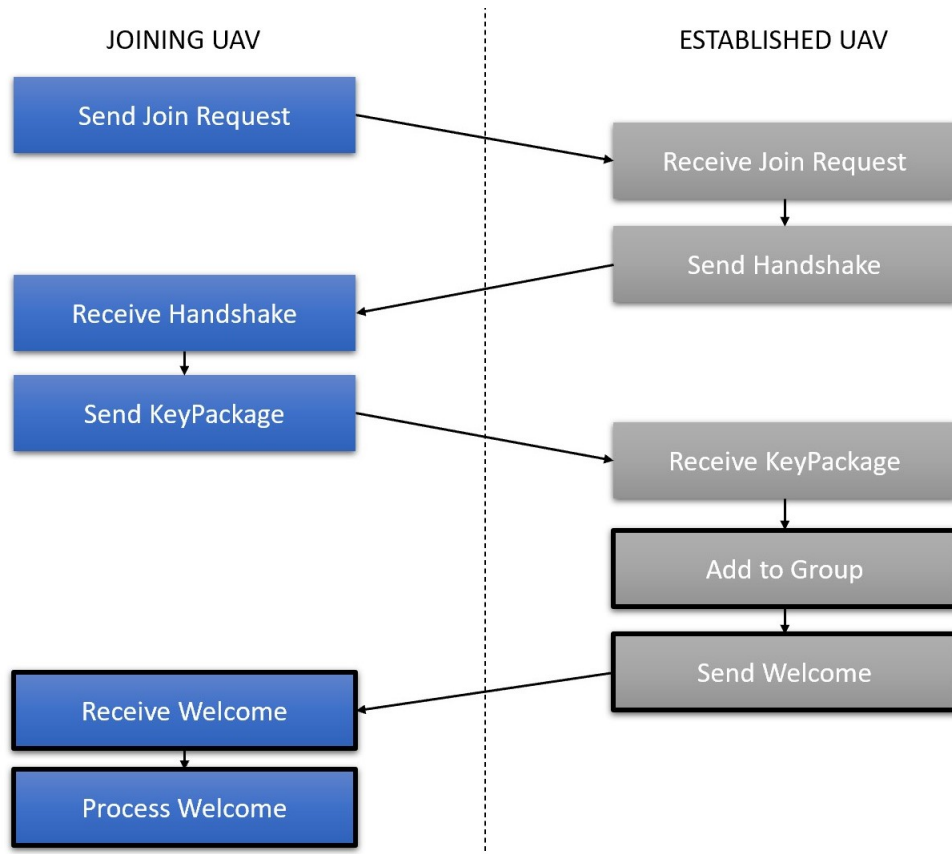 JOINING UAV
ESTABLISHED UAV
Send Join Request
Receive Join Request
Send Handshake
Receive Handshake
Send KeyPackage
Receive KeyPackage
Add to Group
Send Welcome
Receive Welcome
Process Welcome